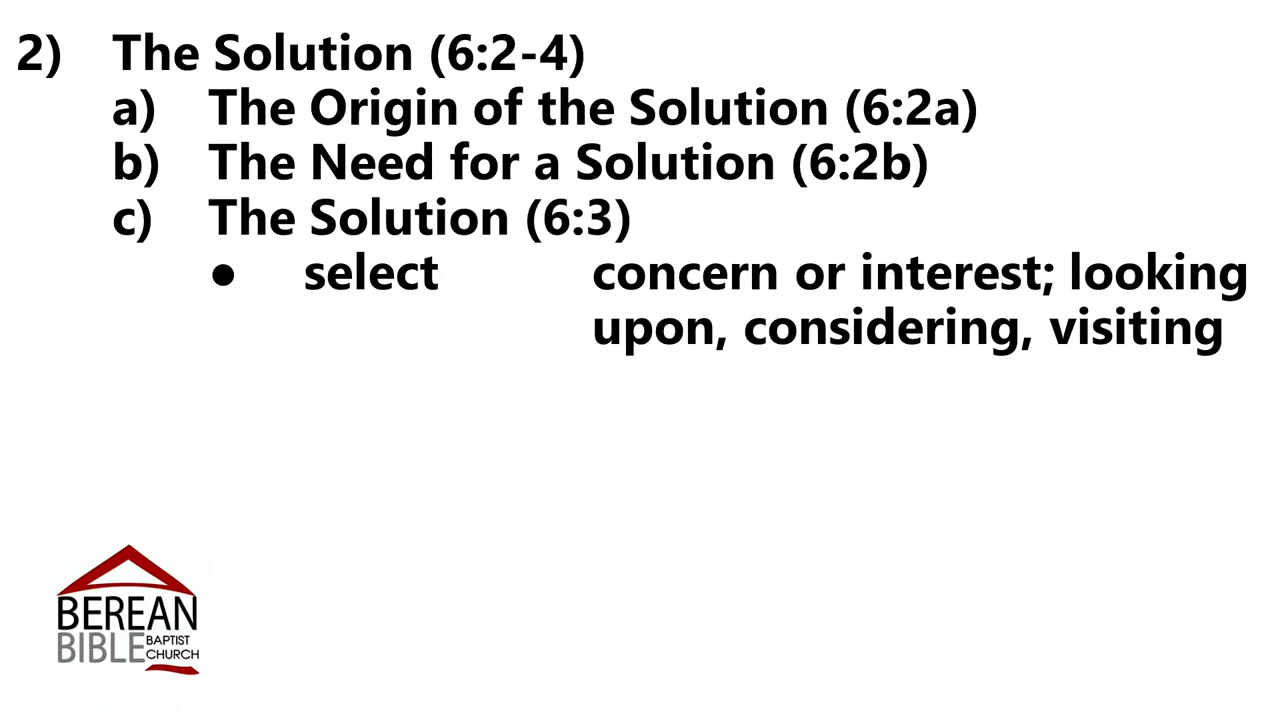 2) The Solution (6:2-4)
a) The Origin of the Solution (6:2a)
b) The Need for a Solution (6:2b)
c) The Solution (6:3)
● select concern or interest; looking
upon, considering, visiting
BEREAN
BIBLE BAPTIST
CHURCH